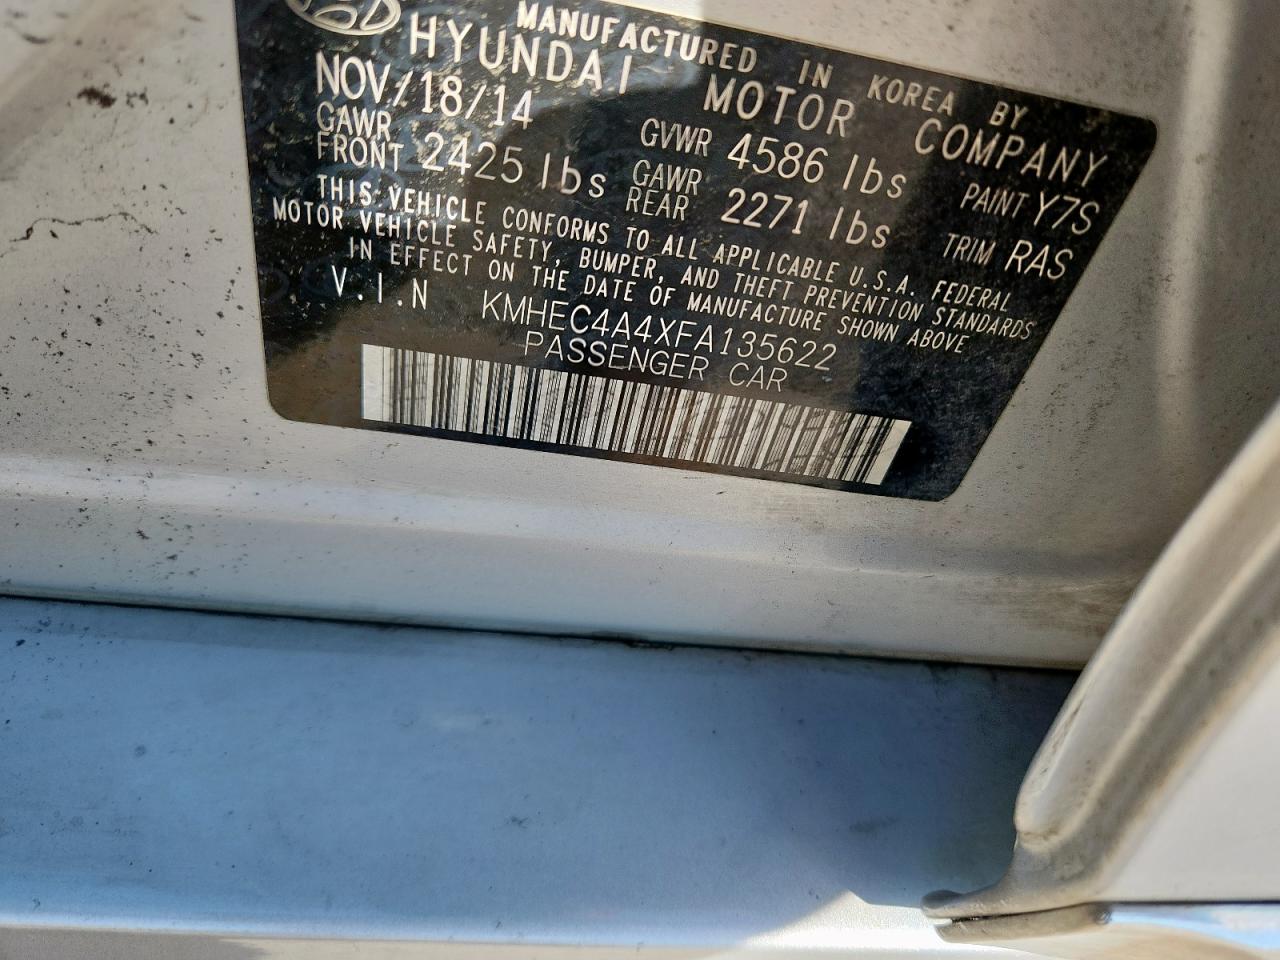 MANUFACTURED IN KOREA BY
HYUNDAI MOTOR COMPANY
NOV/18/14 GVWR 4586 lbs PAINT Y7S
GAWR FRONT 2425 lbs GAWR REAR 2271 lbs TRIM RAS
THIS VEHICLE CONFORMS TO ALL APPLICABLE U.S.A. FEDERAL
MOTOR VEHICLE SAFETY, BUMPER, AND THEFT PREVENTION STANDARDS
IN EFFECT ON THE DATE OF MANUFACTURE SHOWN ABOVE
V.I.N KMHEC4A4XFA135622
PASSENGER CAR